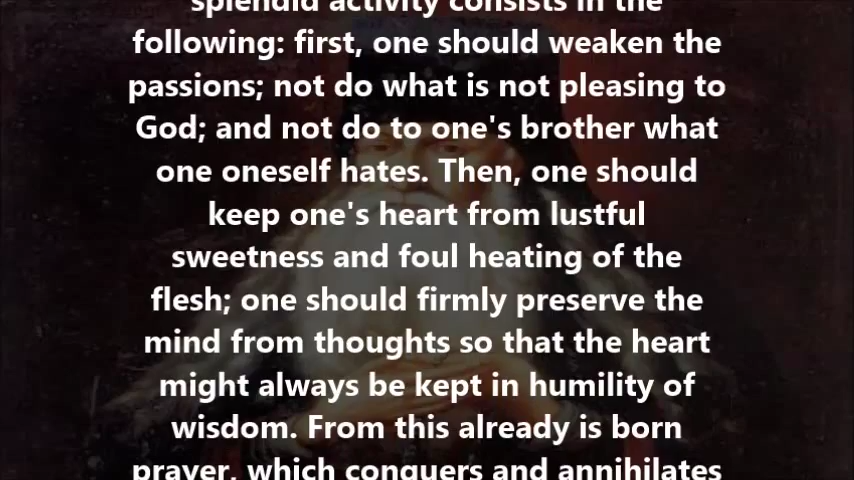 splendid activity consists in the
following: first, one should weaken the
passions; not do what is not pleasing to
God; and not do to one's brother what
one oneself hates. Then, one should
keep one's heart from lustful
sweetness and foul heating of the
flesh; one should firmly preserve the
mind from thoughts so that the heart
might always be kept in humility of
wisdom. From this already is born
prayer, which conquers and annihilates